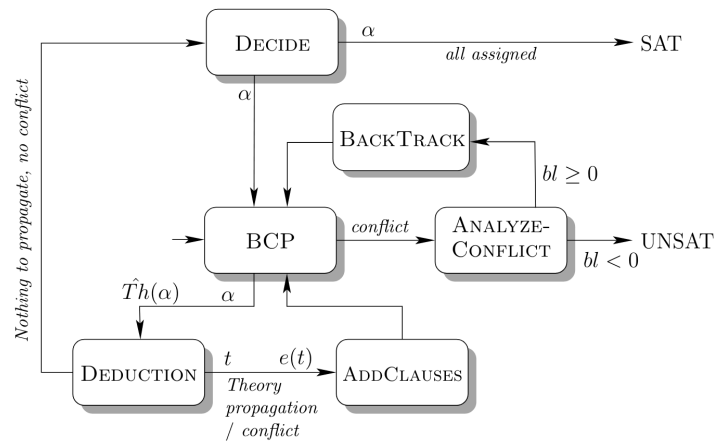 DECIDE
α
SAT
all assigned
α
Nothing to propagate, no conflict
BACKTRACK
bl ≥ 0
BCP
conflict
ANALYZE-
CONFLICT
UNSAT
bl < 0
T̂h(α)
α
DEDUCTION
t
e(t)
ADDCLAUSES
Theory
propagation
/ conflict